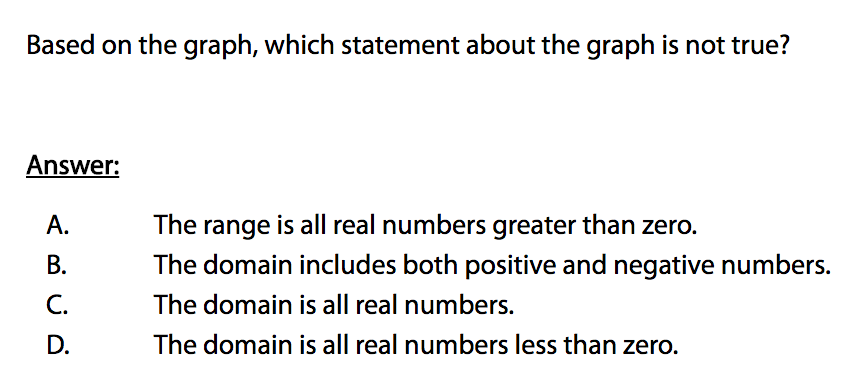 Based on the graph, which statement about the graph is not true?
Answer:
A. The range is all real numbers greater than zero.
B. The domain includes both positive and negative numbers.
C. The domain is all real numbers.
D. The domain is all real numbers less than zero.